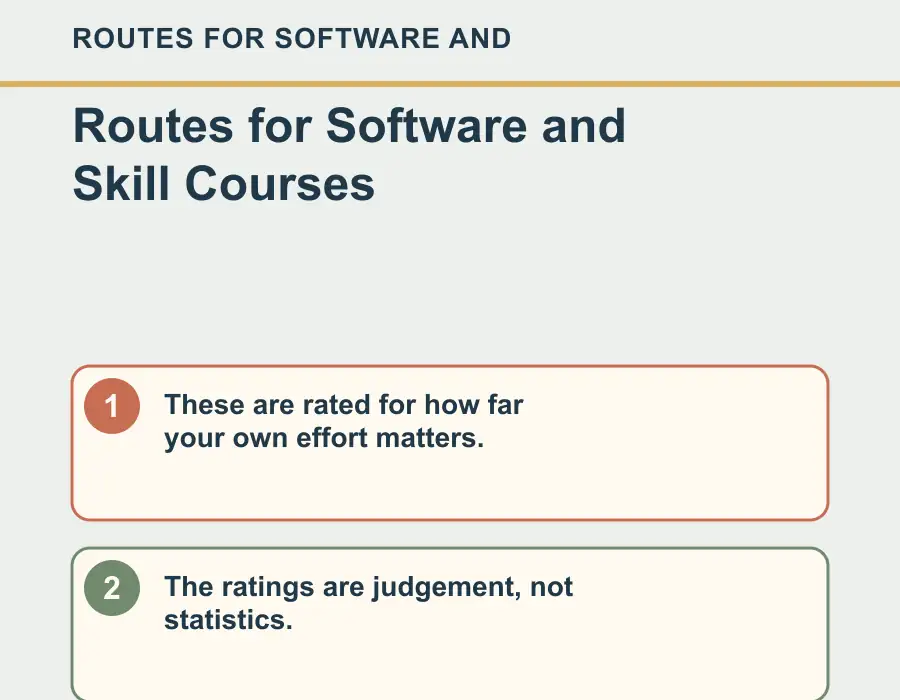 ROUTES FOR SOFTWARE AND
Routes for Software and
Skill Courses
1
These are rated for how far
your own effort matters.
2
The ratings are judgement, not
statistics.